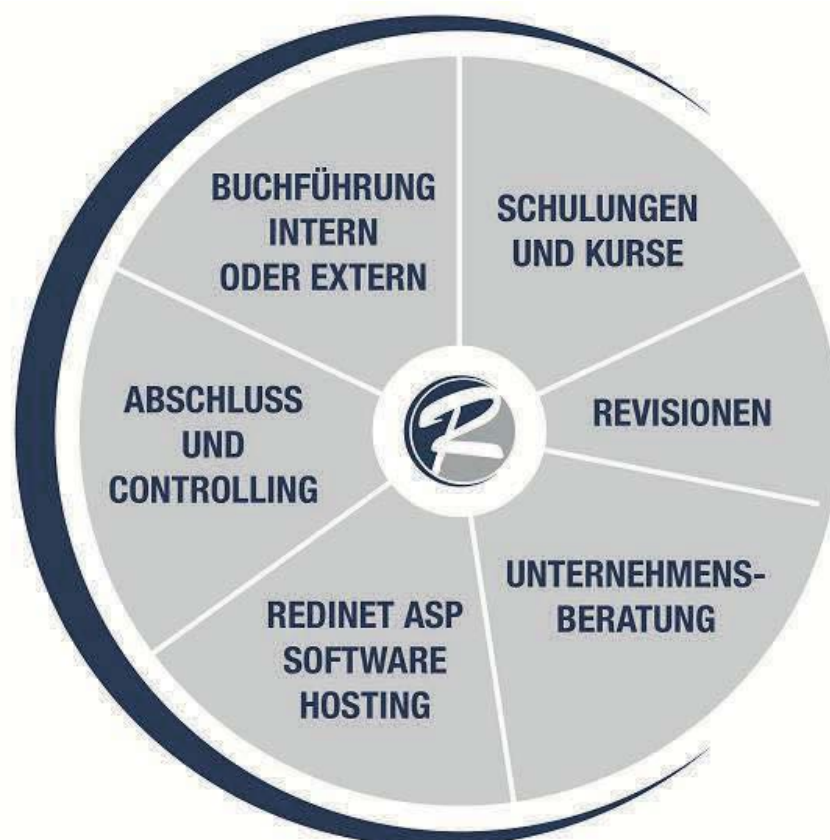 BUCHFÜHRUNG
INTERN
ODER EXTERN
SCHULUNGEN
UND KURSE
REVISIONEN
UNTERNEHMENS-
BERATUNG
REDINET ASP
SOFTWARE
HOSTING
ABSCHLUSS
UND
CONTROLLING
R